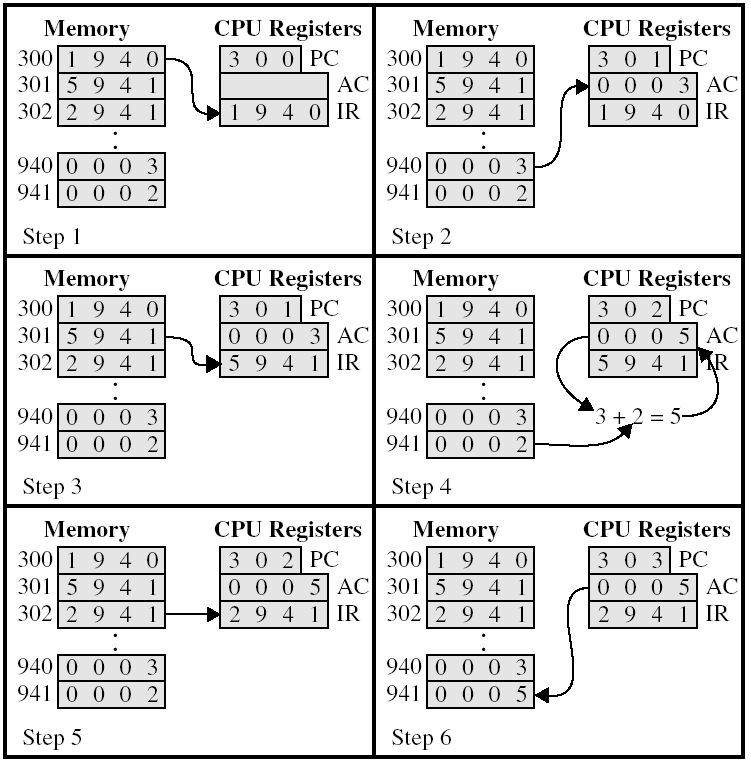 Memory CPU Registers
300 1 9 4 0 3 0 0 PC
301 5 9 4 1 AC
302 2 9 4 1 1 9 4 0 IR
940 0 0 0 3
941 0 0 0 2
Step 1
Memory CPU Registers
300 1 9 4 0 3 0 1 PC
301 5 9 4 1 0 0 0 3 AC
302 2 9 4 1 1 9 4 0 IR
940 0 0 0 3
941 0 0 0 2
Step 2
Memory CPU Registers
300 1 9 4 0 3 0 1 PC
301 5 9 4 1 0 0 0 3 AC
302 2 9 4 1 5 9 4 1 IR
940 0 0 0 3
941 0 0 0 2
Step 3
Memory CPU Registers
300 1 9 4 0 3 0 2 PC
301 5 9 4 1 0 0 0 5 AC
302 2 9 4 1 5 9 4 1 IR
940 0 0 0 3 3 + 2 = 5
941 0 0 0 2
Step 4
Memory CPU Registers
300 1 9 4 0 3 0 2 PC
301 5 9 4 1 0 0 0 5 AC
302 2 9 4 1 2 9 4 1 IR
940 0 0 0 3
941 0 0 0 2
Step 5
Memory CPU Registers
300 1 9 4 0 3 0 3 PC
301 5 9 4 1 0 0 0 5 AC
302 2 9 4 1 2 9 4 1 IR
940 0 0 0 3
941 0 0 0 5
Step 6